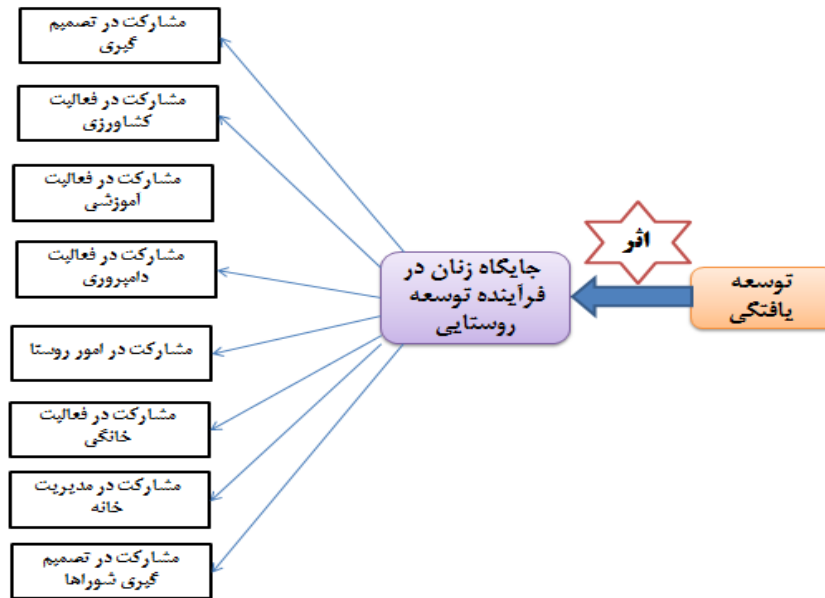 مشارکت در تصمیم
گیری
مشارکت در فعالیت
کشاورزی
مشارکت در فعالیت
آموزشی
مشارکت در فعالیت
دامپروری
مشارکت در امور روستا
مشارکت در فعالیت
خانگی
مشارکت در مدیریت
خانه
مشارکت در تصمیم
گیری شوراها
جایگاه زنان در
فرآینده توسعه
روستایی
اثر
توسعه
یافتگی